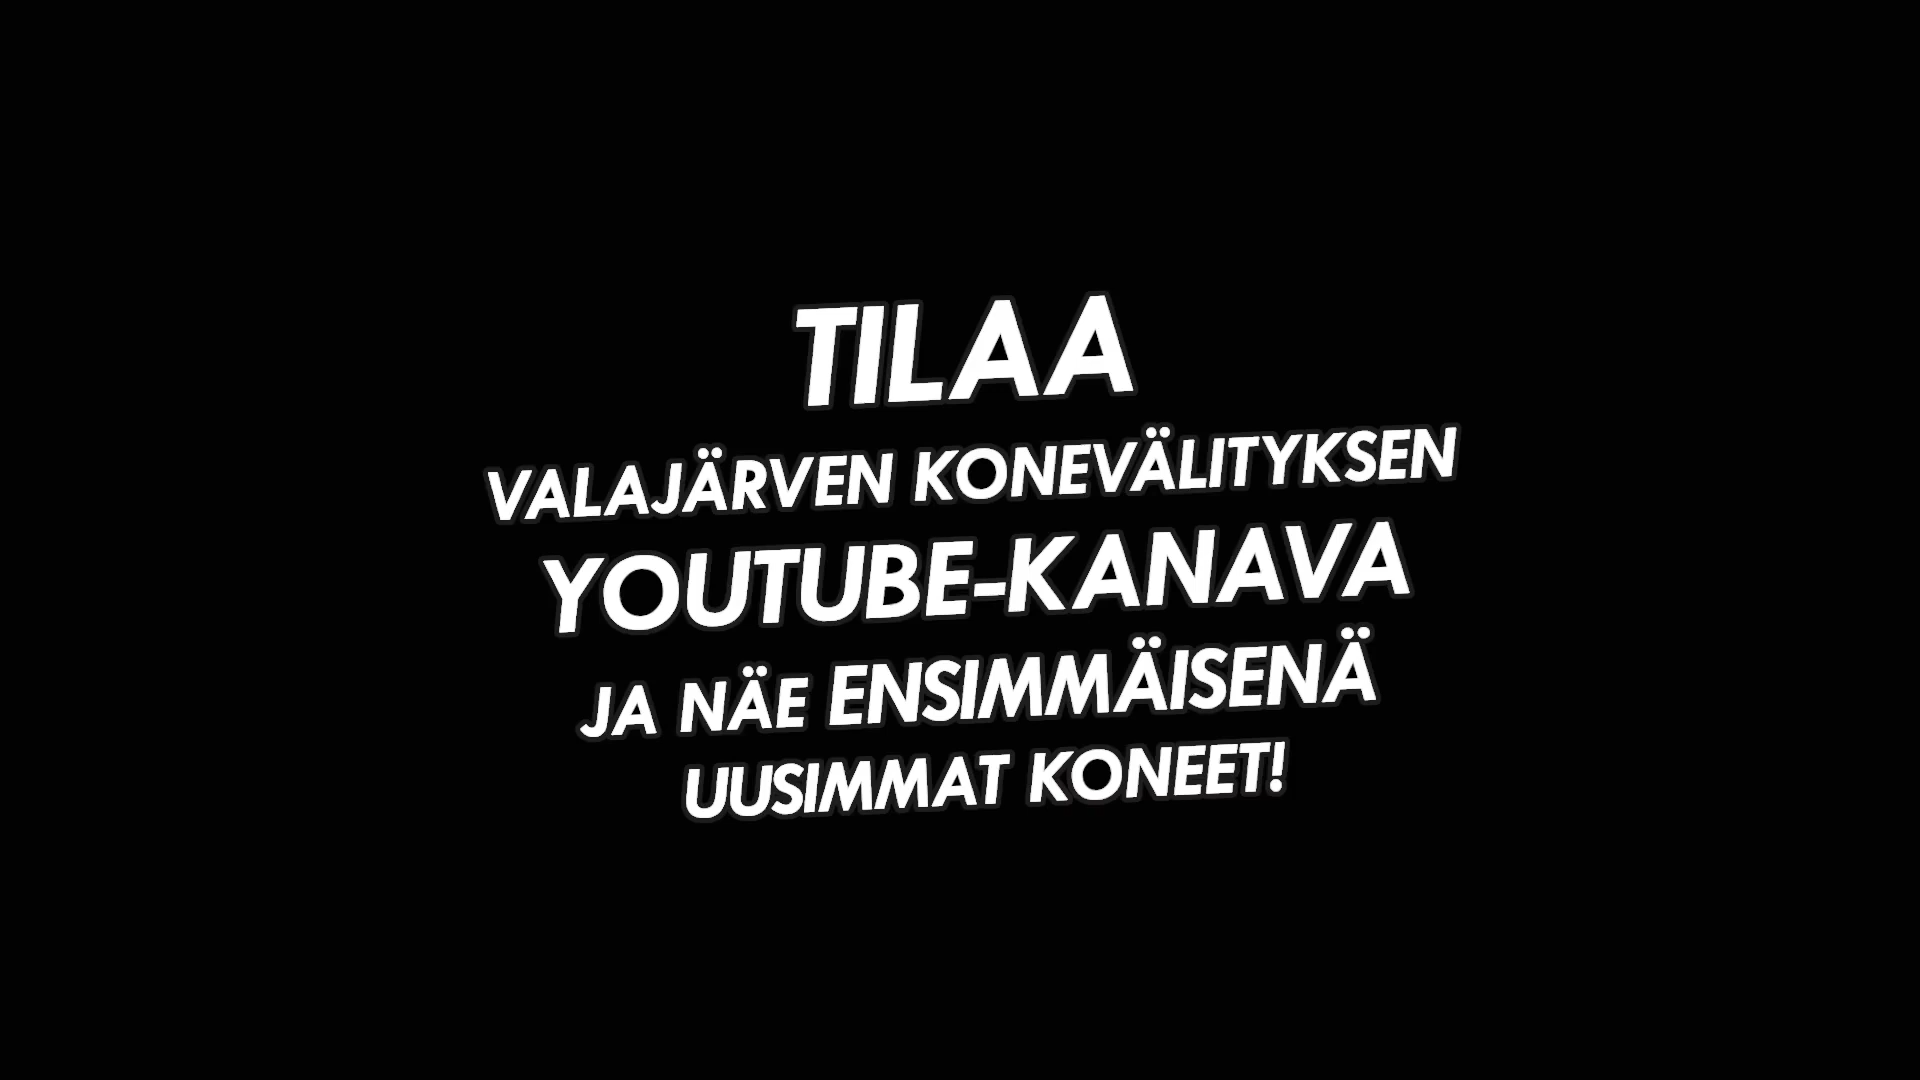 TILAA
VALAJÄRVEN KONEVÄLITYKSEN
YOUTUBE-KANAVA
JA NÄE ENSIMMÄISENÄ
UUSIMMAT KONEET!